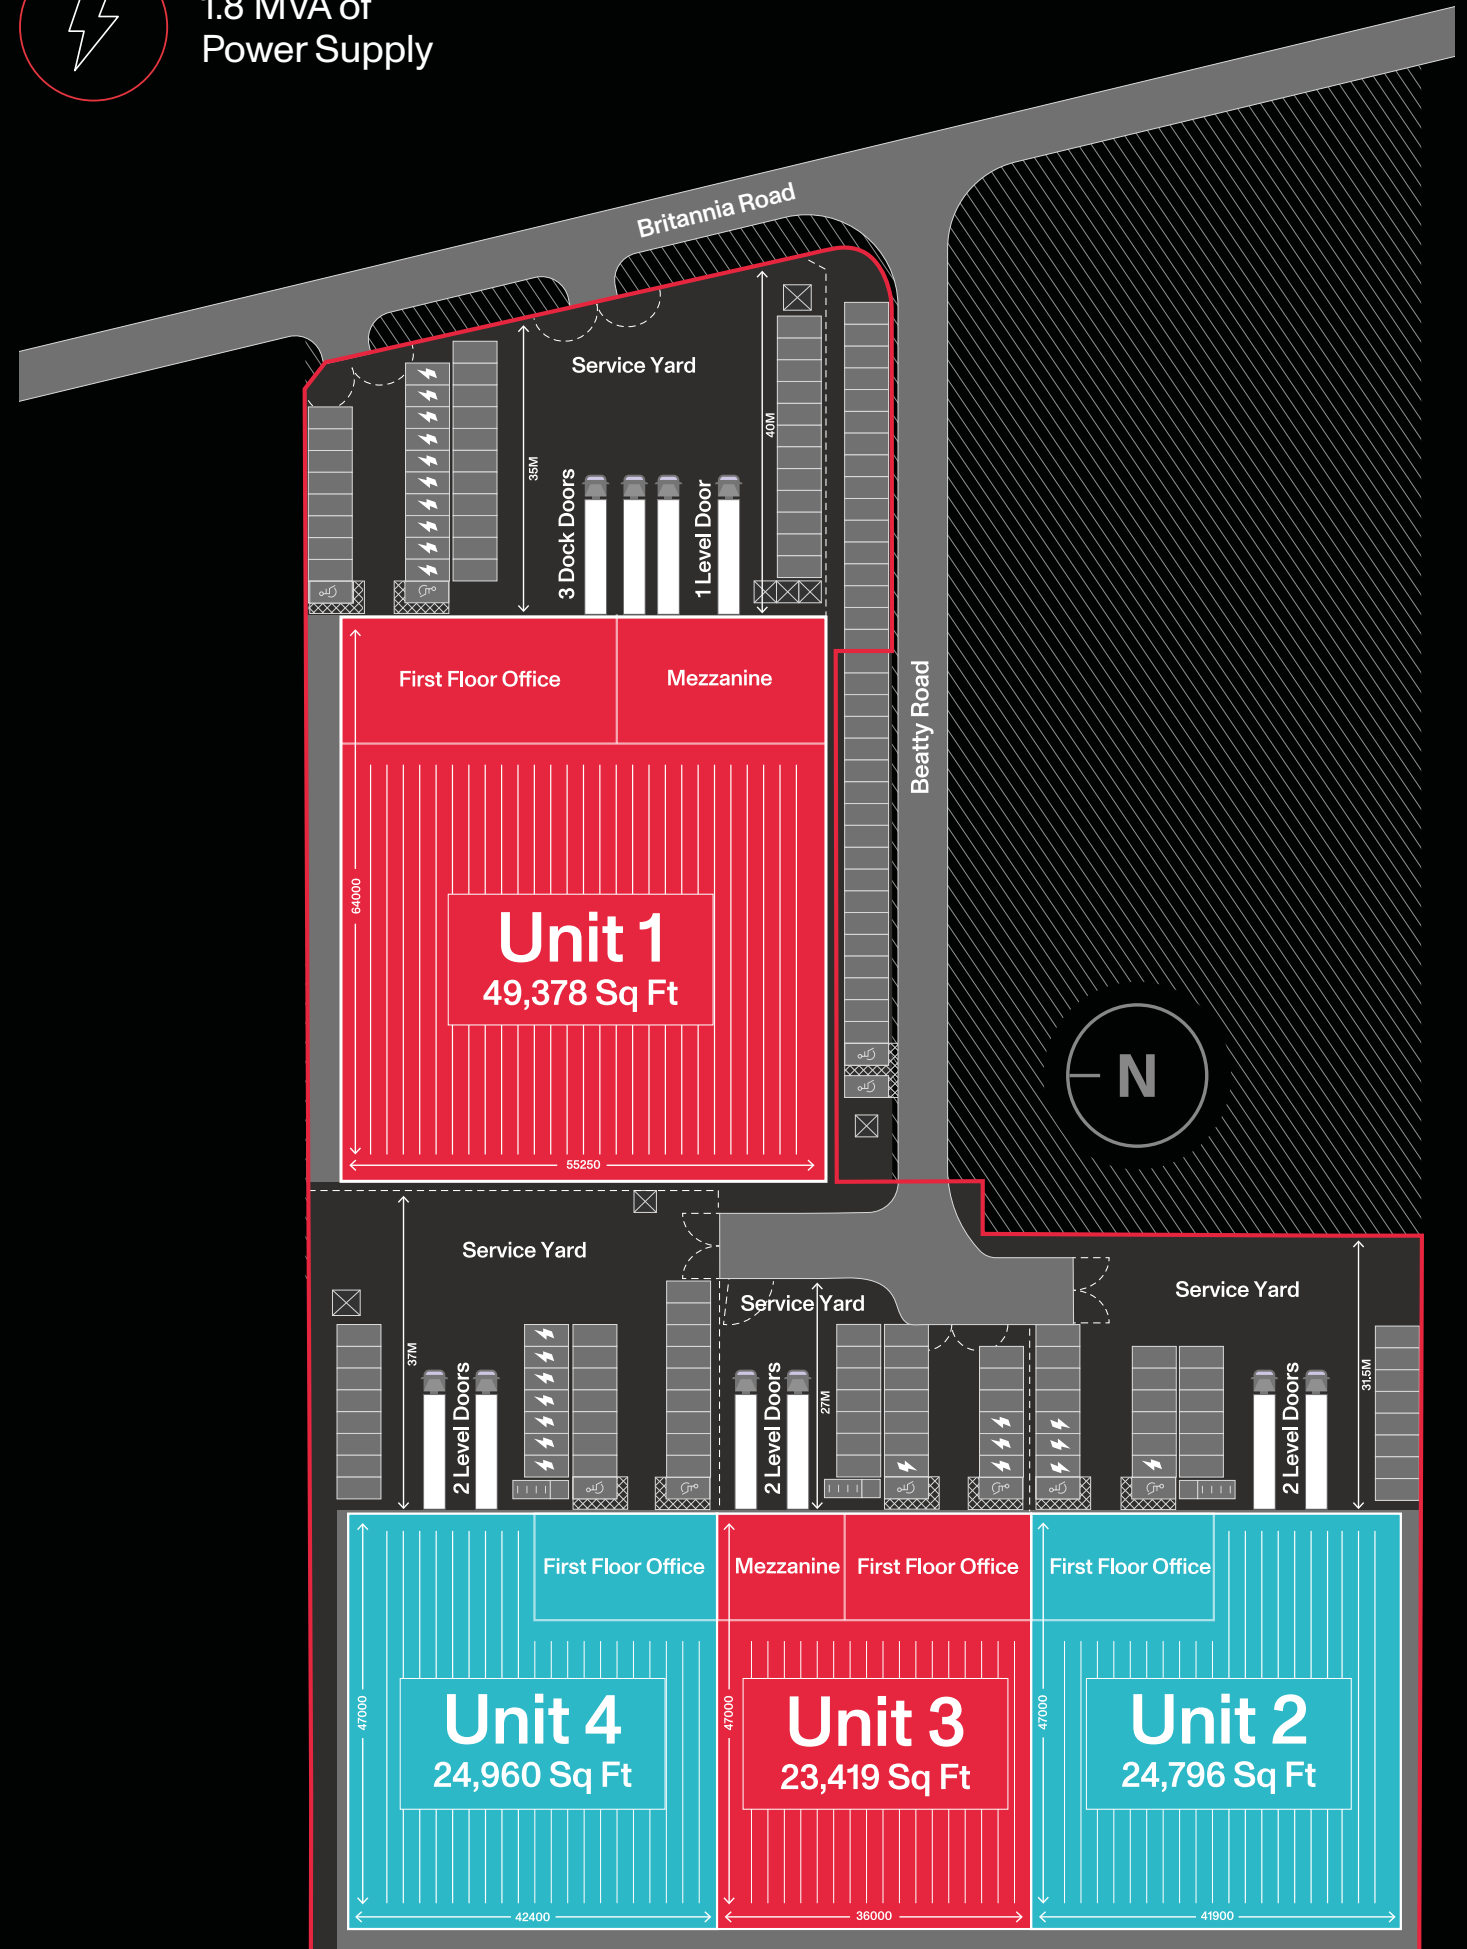 1.8 MVA of
Power Supply
Britannia Road
Service Yard
35M
40M
3 Dock Doors
1 Level Door
First Floor Office
Mezzanine
Beatty Road
64000
Unit 1
49,378 Sq Ft
55250
N
Service Yard
Service Yard
Service Yard
37M
2 Level Doors
2 Level Doors
27M
2 Level Doors
31.5M
First Floor Office
Mezzanine
First Floor Office
First Floor Office
47000
Unit 4
24,960 Sq Ft
47000
Unit 3
23,419 Sq Ft
47000
Unit 2
24,796 Sq Ft
42400
36000
41900